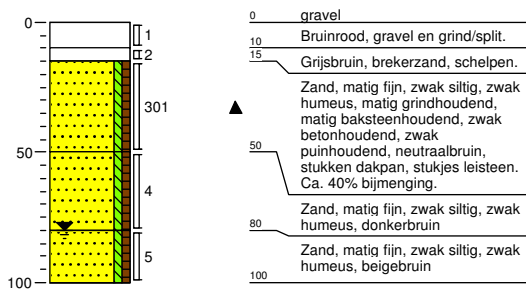 0
50
100
1
2
301
4
5
0
gravel
10
Bruinrood, gravel en grind/split.
15
Grijsbruin, brekerzand, schelpen.
Zand, matig fijn, zwak siltig, zwak
humeus, matig grindhoudend,
matig baksteenhoudend, zwak
betonhoudend, zwak
puinhoudend, neutraalbruin,
stukken dakpan, stukjes leisteen.
Ca. 40% bijmenging.
50
Zand, matig fijn, zwak siltig, zwak
humeus, donkerbruin
80
Zand, matig fijn, zwak siltig, zwak
humeus, beigebruin
100